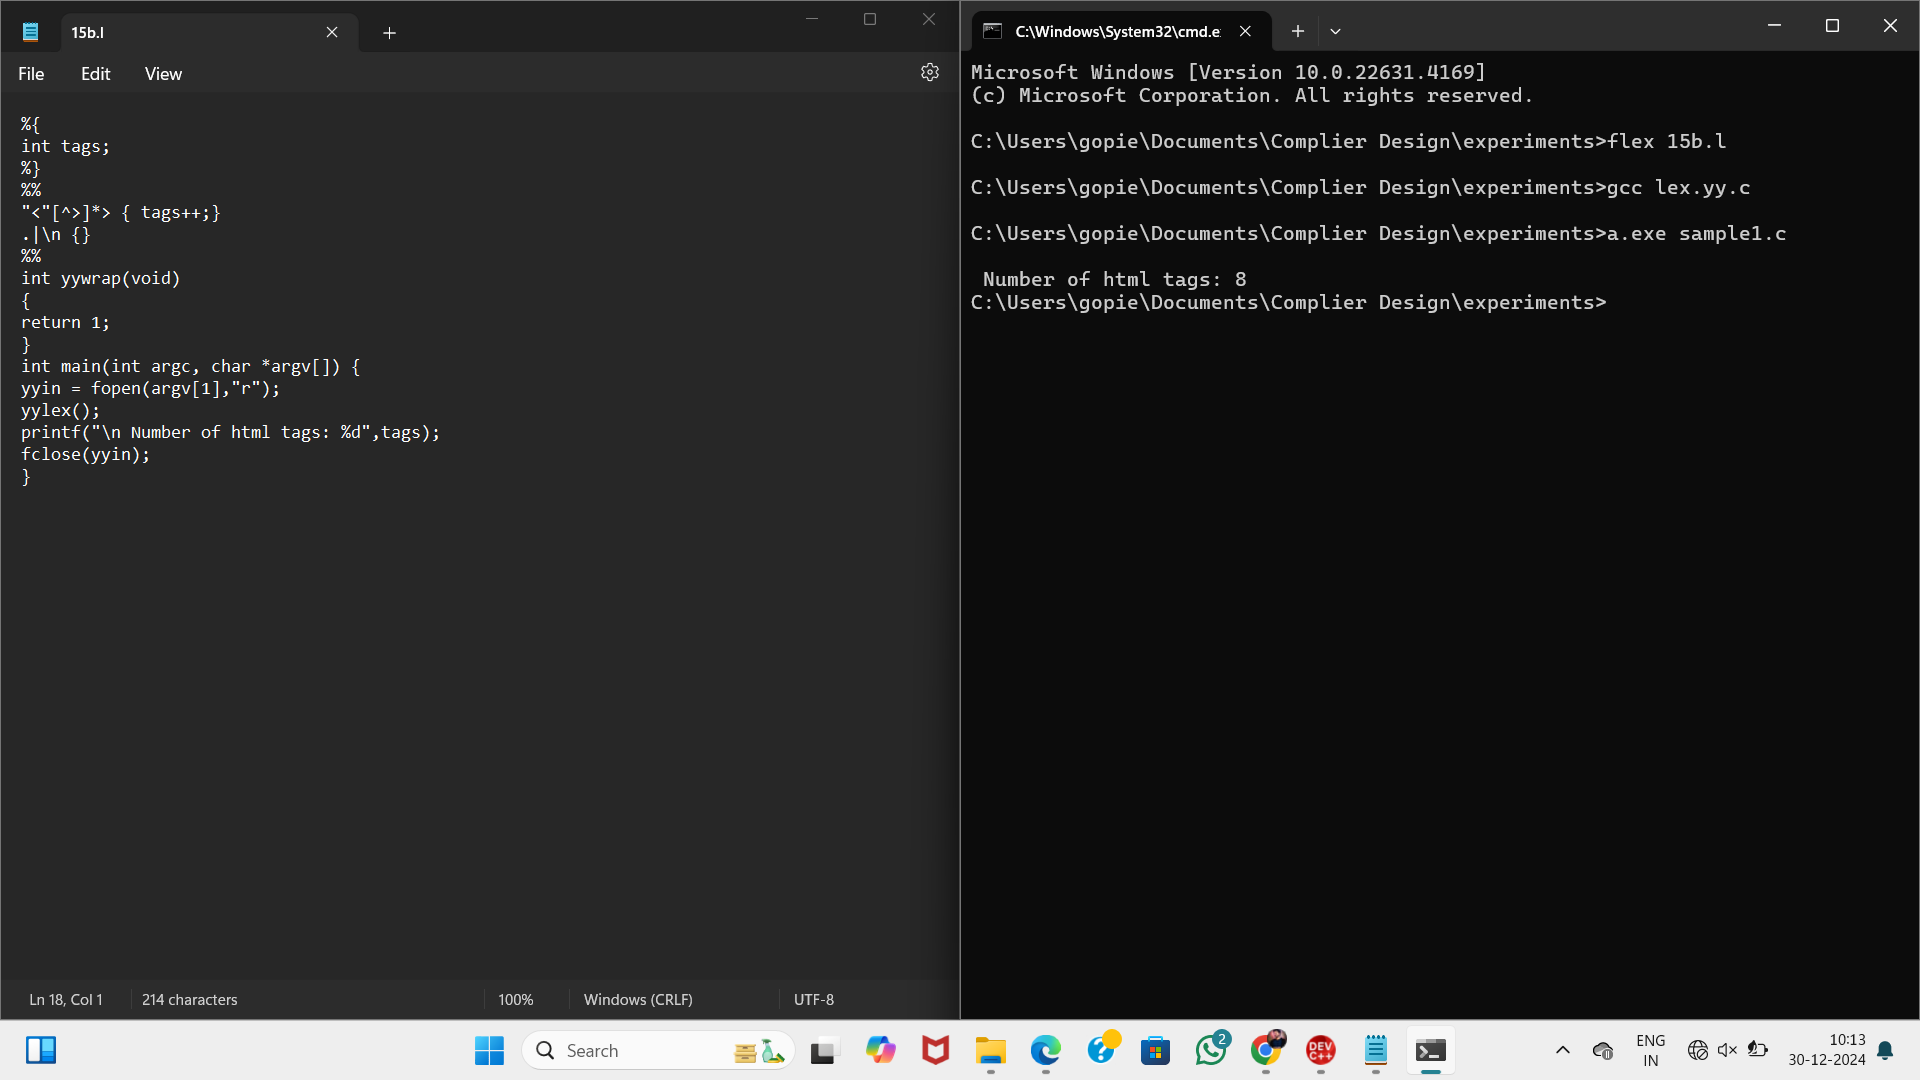 15b.l
File Edit View
%{
int tags;
%}
%%
"<"[^>]*> { tags++;}
.|\n {}
%%
int yywrap(void)
{
return 1;
}
int main(int argc, char *argv[]) {
yyin = fopen(argv[1],"r");
yylex();
printf("\n Number of html tags: %d",tags);
fclose(yyin);
}
Ln 18, Col 1 214 characters 100% Windows (CRLF) UTF-8
C:\Windows\System32\cmd.e
Microsoft Windows [Version 10.0.22631.4169]
(c) Microsoft Corporation. All rights reserved.
C:\Users\gopie\Documents\Complier Design\experiments>flex 15b.l
C:\Users\gopie\Documents\Complier Design\experiments>gcc lex.yy.c
C:\Users\gopie\Documents\Complier Design\experiments>a.exe sample1.c
Number of html tags: 8
C:\Users\gopie\Documents\Complier Design\experiments>
Search
2
DEV
C++
ENG
IN
10:13
30-12-2024